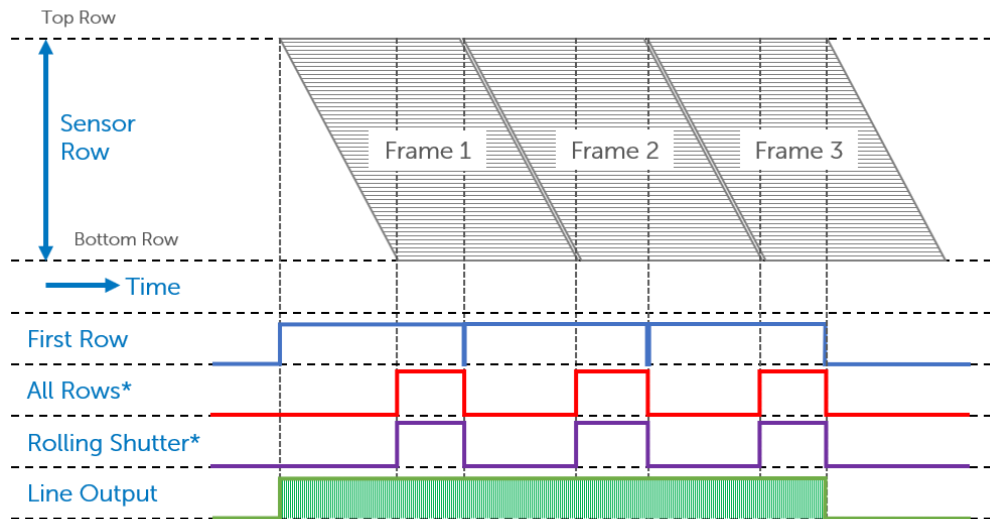 Top Row
Sensor
Row
Frame 1
Frame 2
Frame 3
Bottom Row
Time
First Row
All Rows*
Rolling Shutter*
Line Output